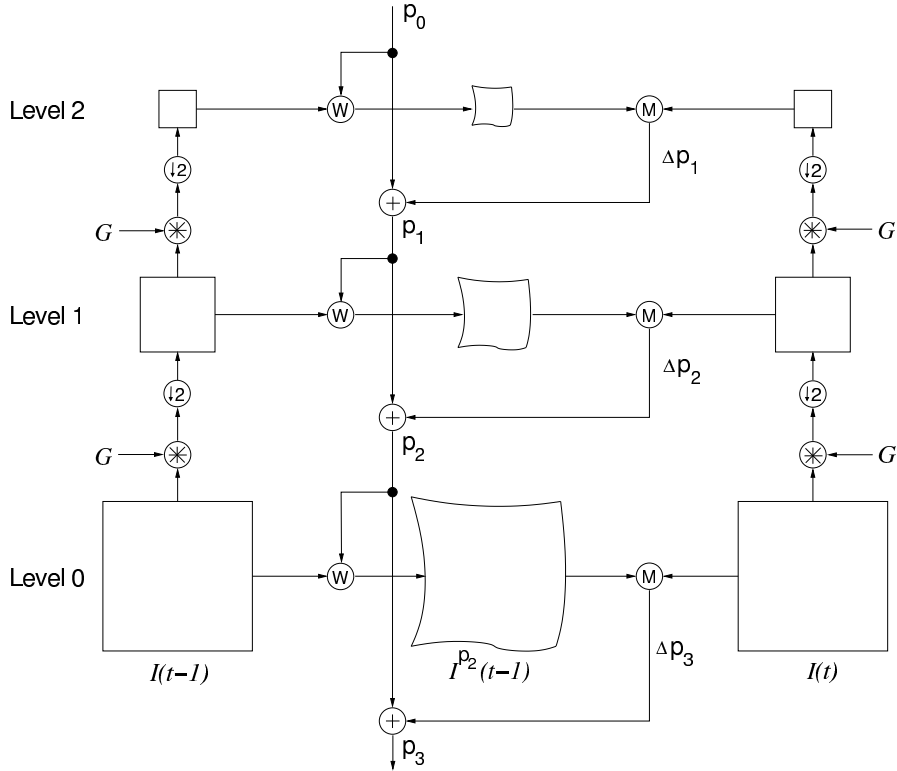 p0
Level 2
W
M
↓2
↓2
Δp1
G
+
G
p1
Level 1
W
M
Δp2
↓2
↓2
+
p2
G
G
Level 0
W
M
Δp3
I(t−1)
I^p2(t−1)
I(t)
+
p3